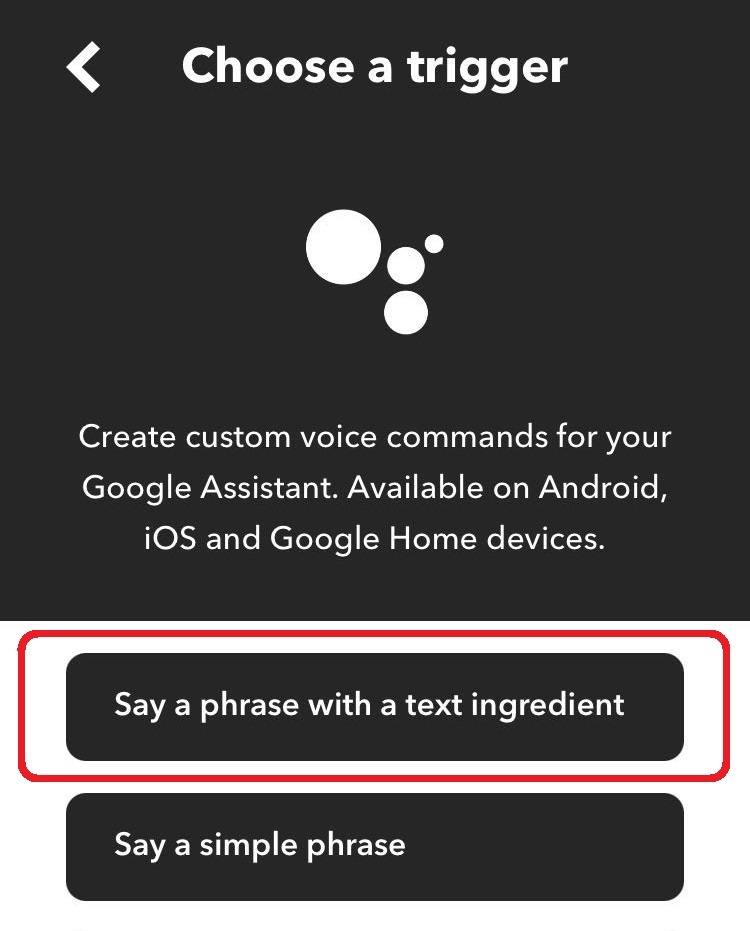 Choose a trigger
Create custom voice commands for your
Google Assistant. Available on Android,
iOS and Google Home devices.
Say a phrase with a text ingredient
Say a simple phrase